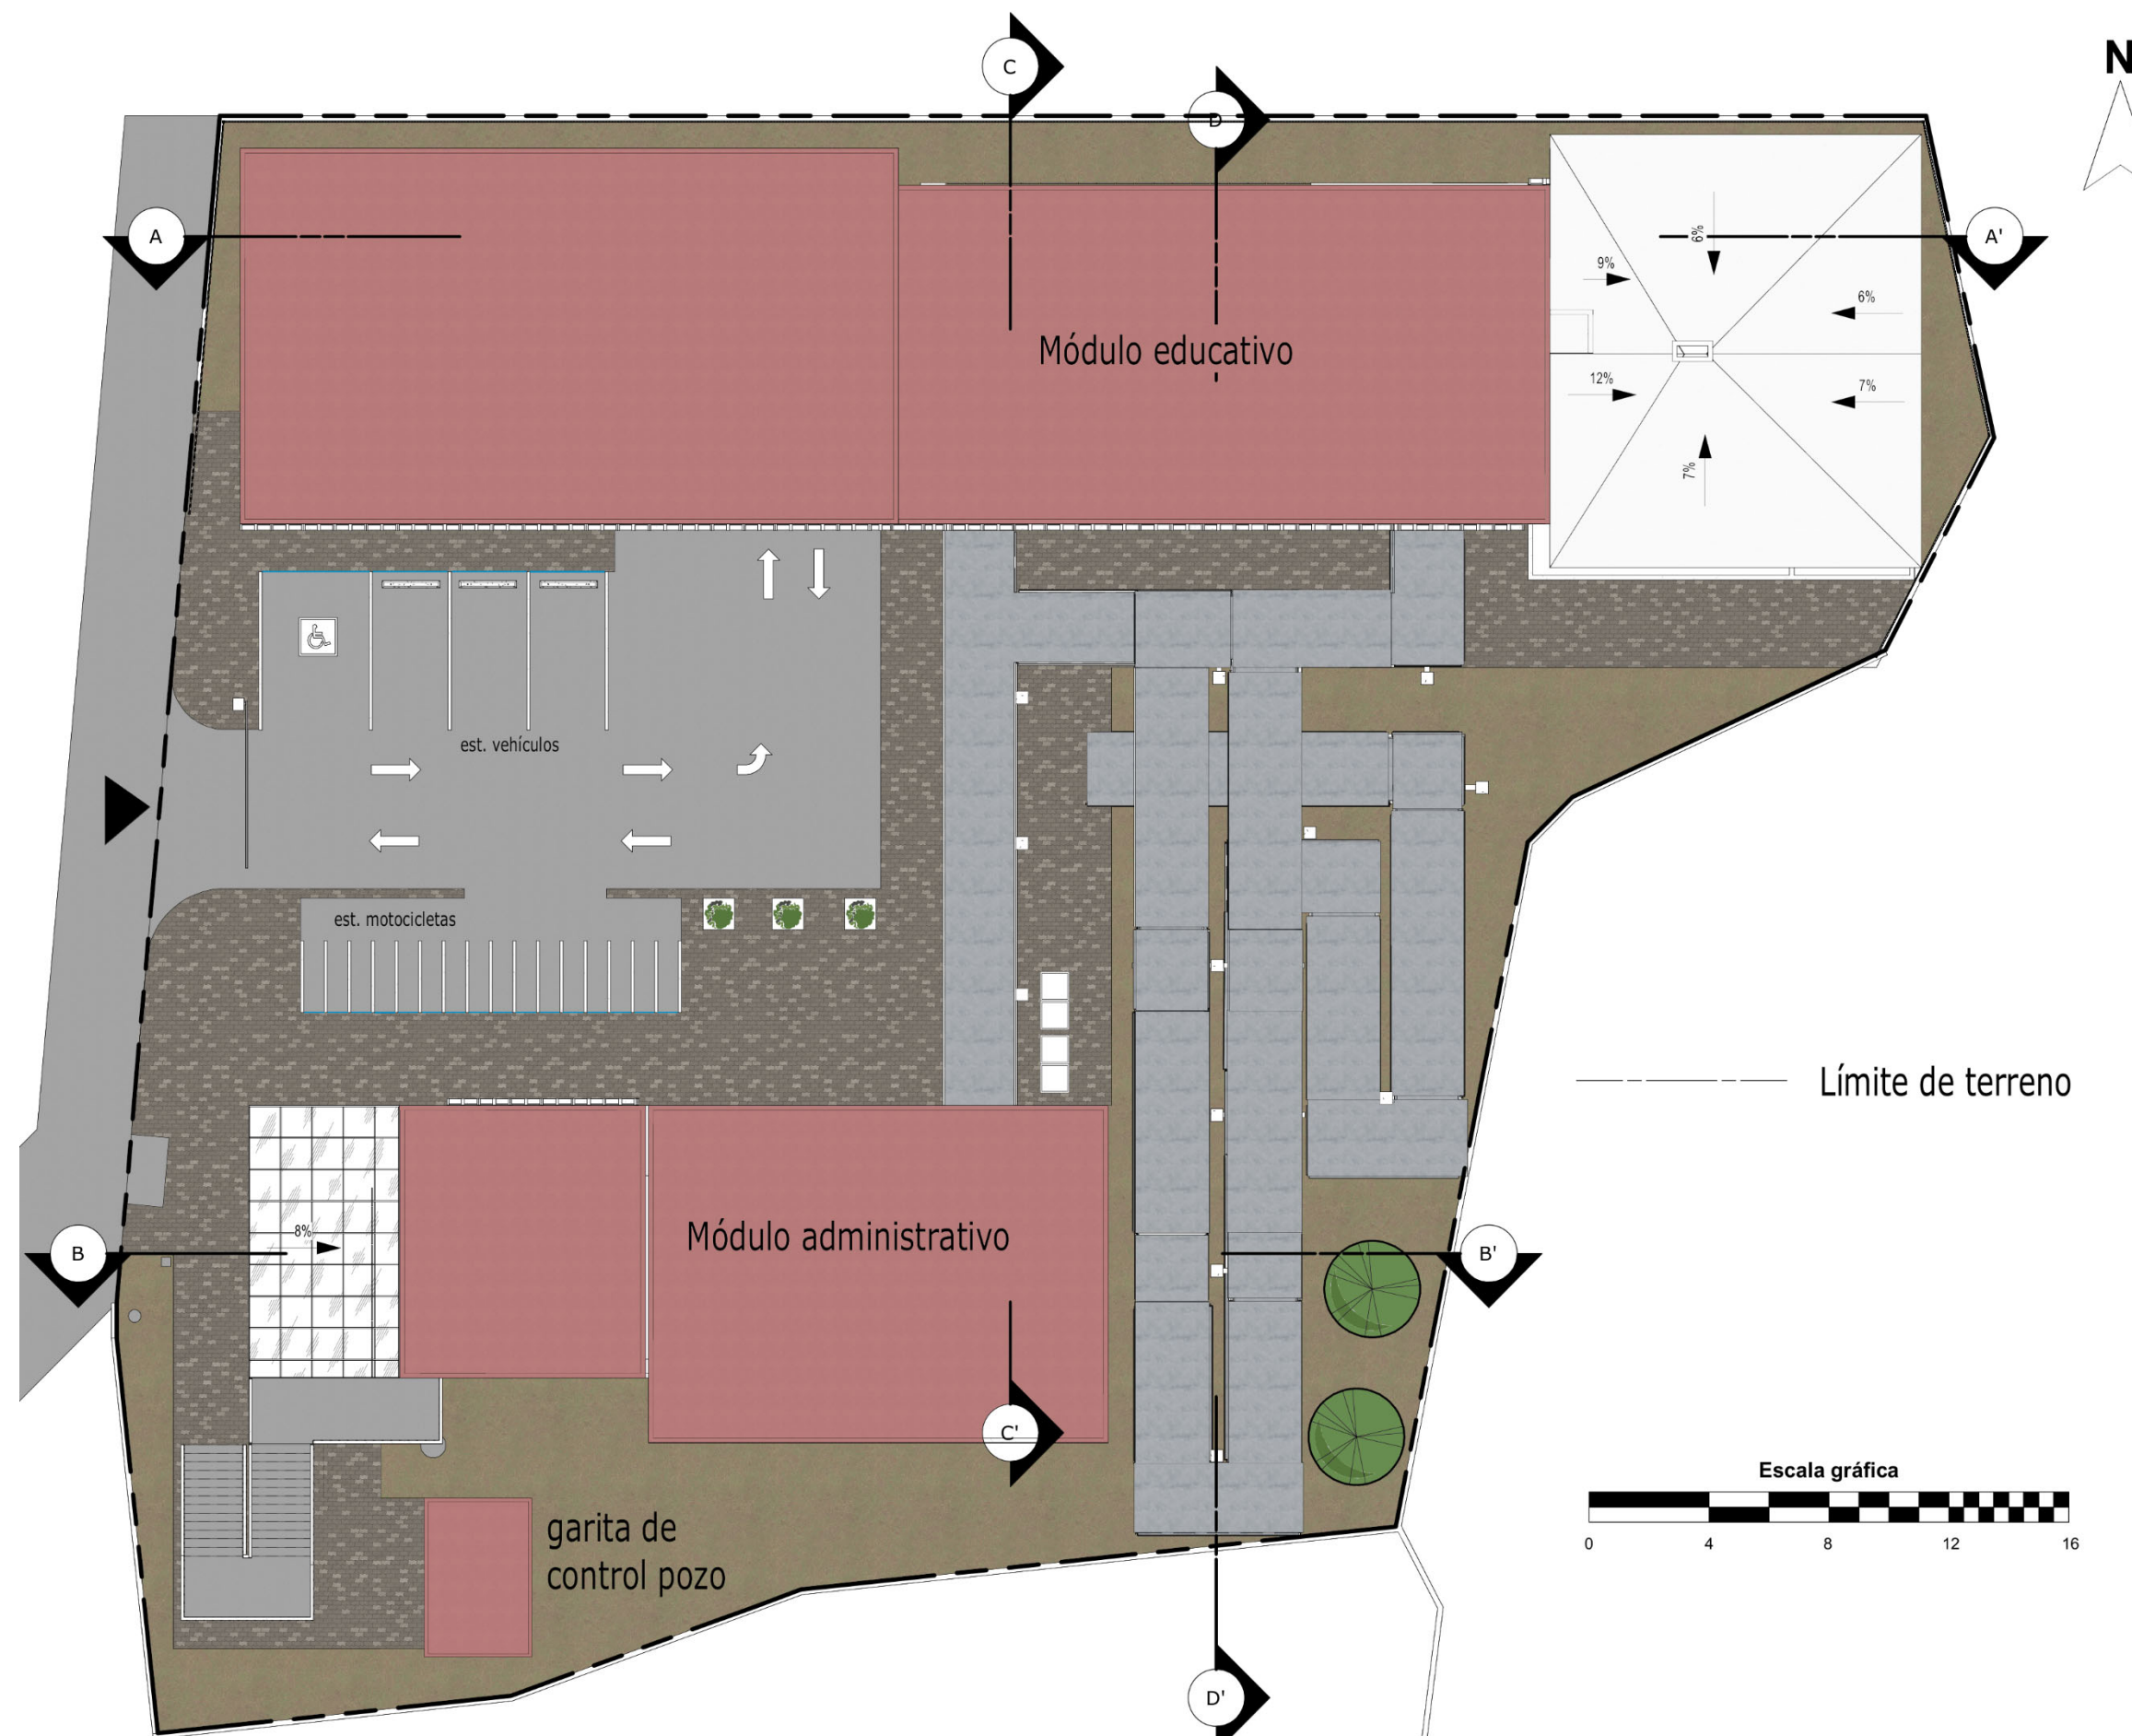 C
N
D
A
A'
6%
9%
6%
Módulo educativo
12%
7%
7%
est. vehículos
est. motocicletas
Límite de terreno
8%
Módulo administrativo
B
B'
C'
Escala gráfica
garita de
control pozo
0 4 8 12 16
D'